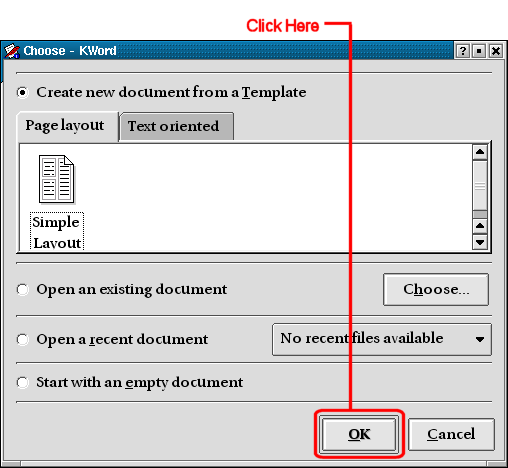 Click Here
Choose - KWord
Create new document from a Template
Page layout Text oriented
Simple
Layout
Open an existing document Choose...
Open a recent document No recent files available
Start with an empty document
OK Cancel